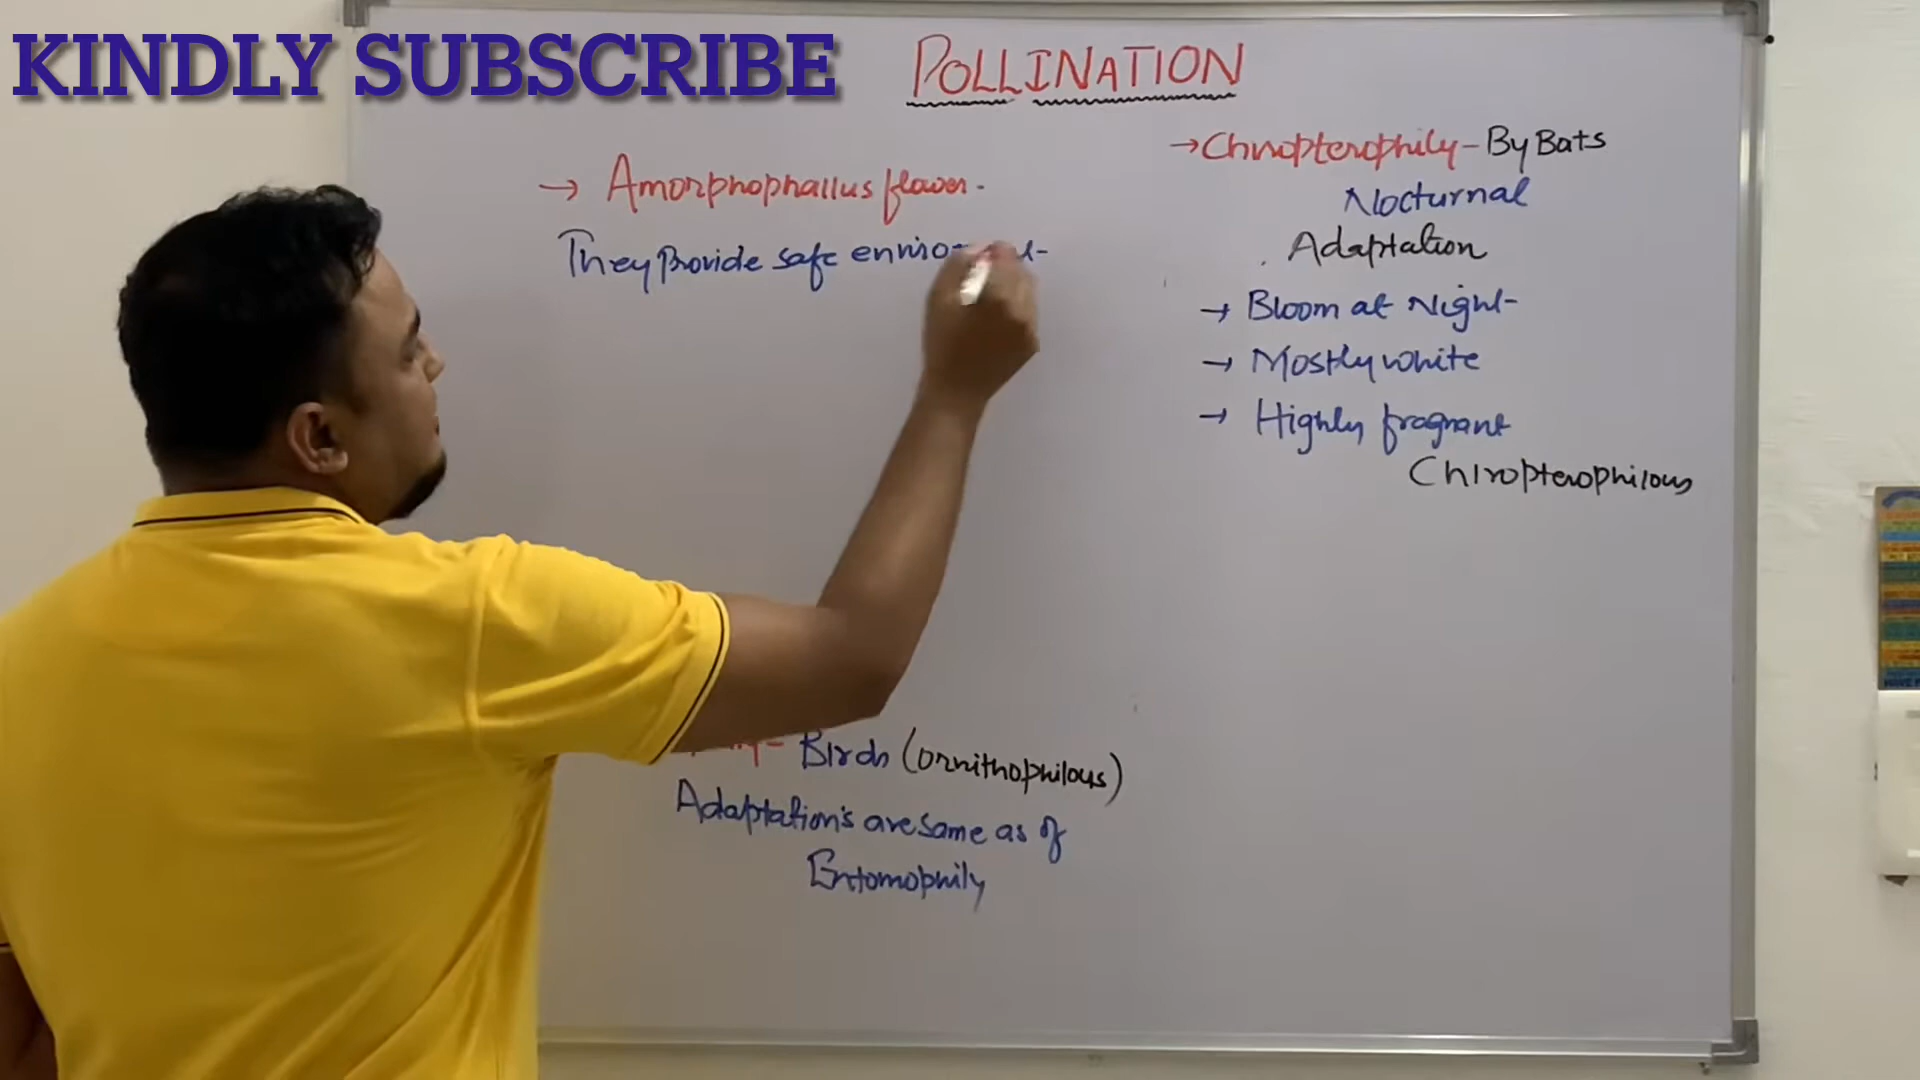 KINDLY SUBSCRIBE
POLLINATION
→ Amorphophallus flower.
They Provide safe
Birds (ornithophilous)
Adaptation's are same as of
Entomophily
→ Chiropterophily - By Bats
Nocturnal
Adaptation
→ Bloom at Night
→ Mostly white
→ Highly fragrant
Chiropterophilous